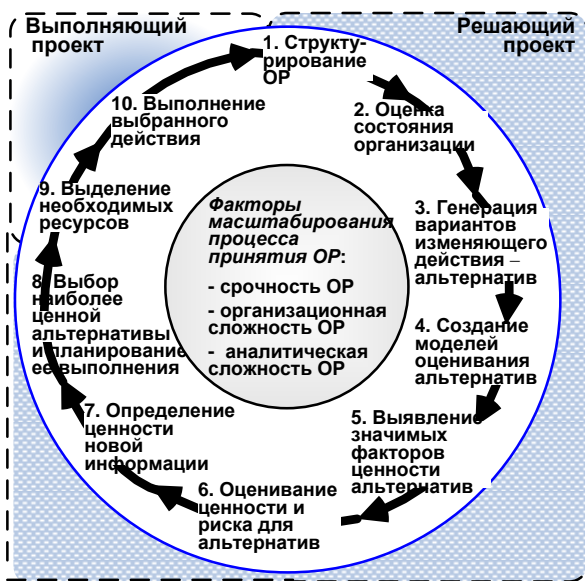 Выполняющий
проект
Решающий
проект
1. Структу-
рирование
ОР
2. Оценка
состояния
организации
3. Генерация
вариантов
изменяющего
действия –
альтернатив
4. Создание
моделей
оценивания
альтернатив
5. Выявление
значимых
факторов
ценности
альтернатив
6. Оценивание
ценности и
риска для
альтернатив
7. Определение
ценности
новой
информации
8. Выбор
наиболее
ценной
альтернативы
и планирование
ее выполнения
9. Выделение
необходимых
ресурсов
10. Выполнение
выбранного
действия
Факторы
масштабирования
процесса
принятия ОР:
- срочность ОР
- организационная
сложность ОР
- аналитическая
сложность ОР